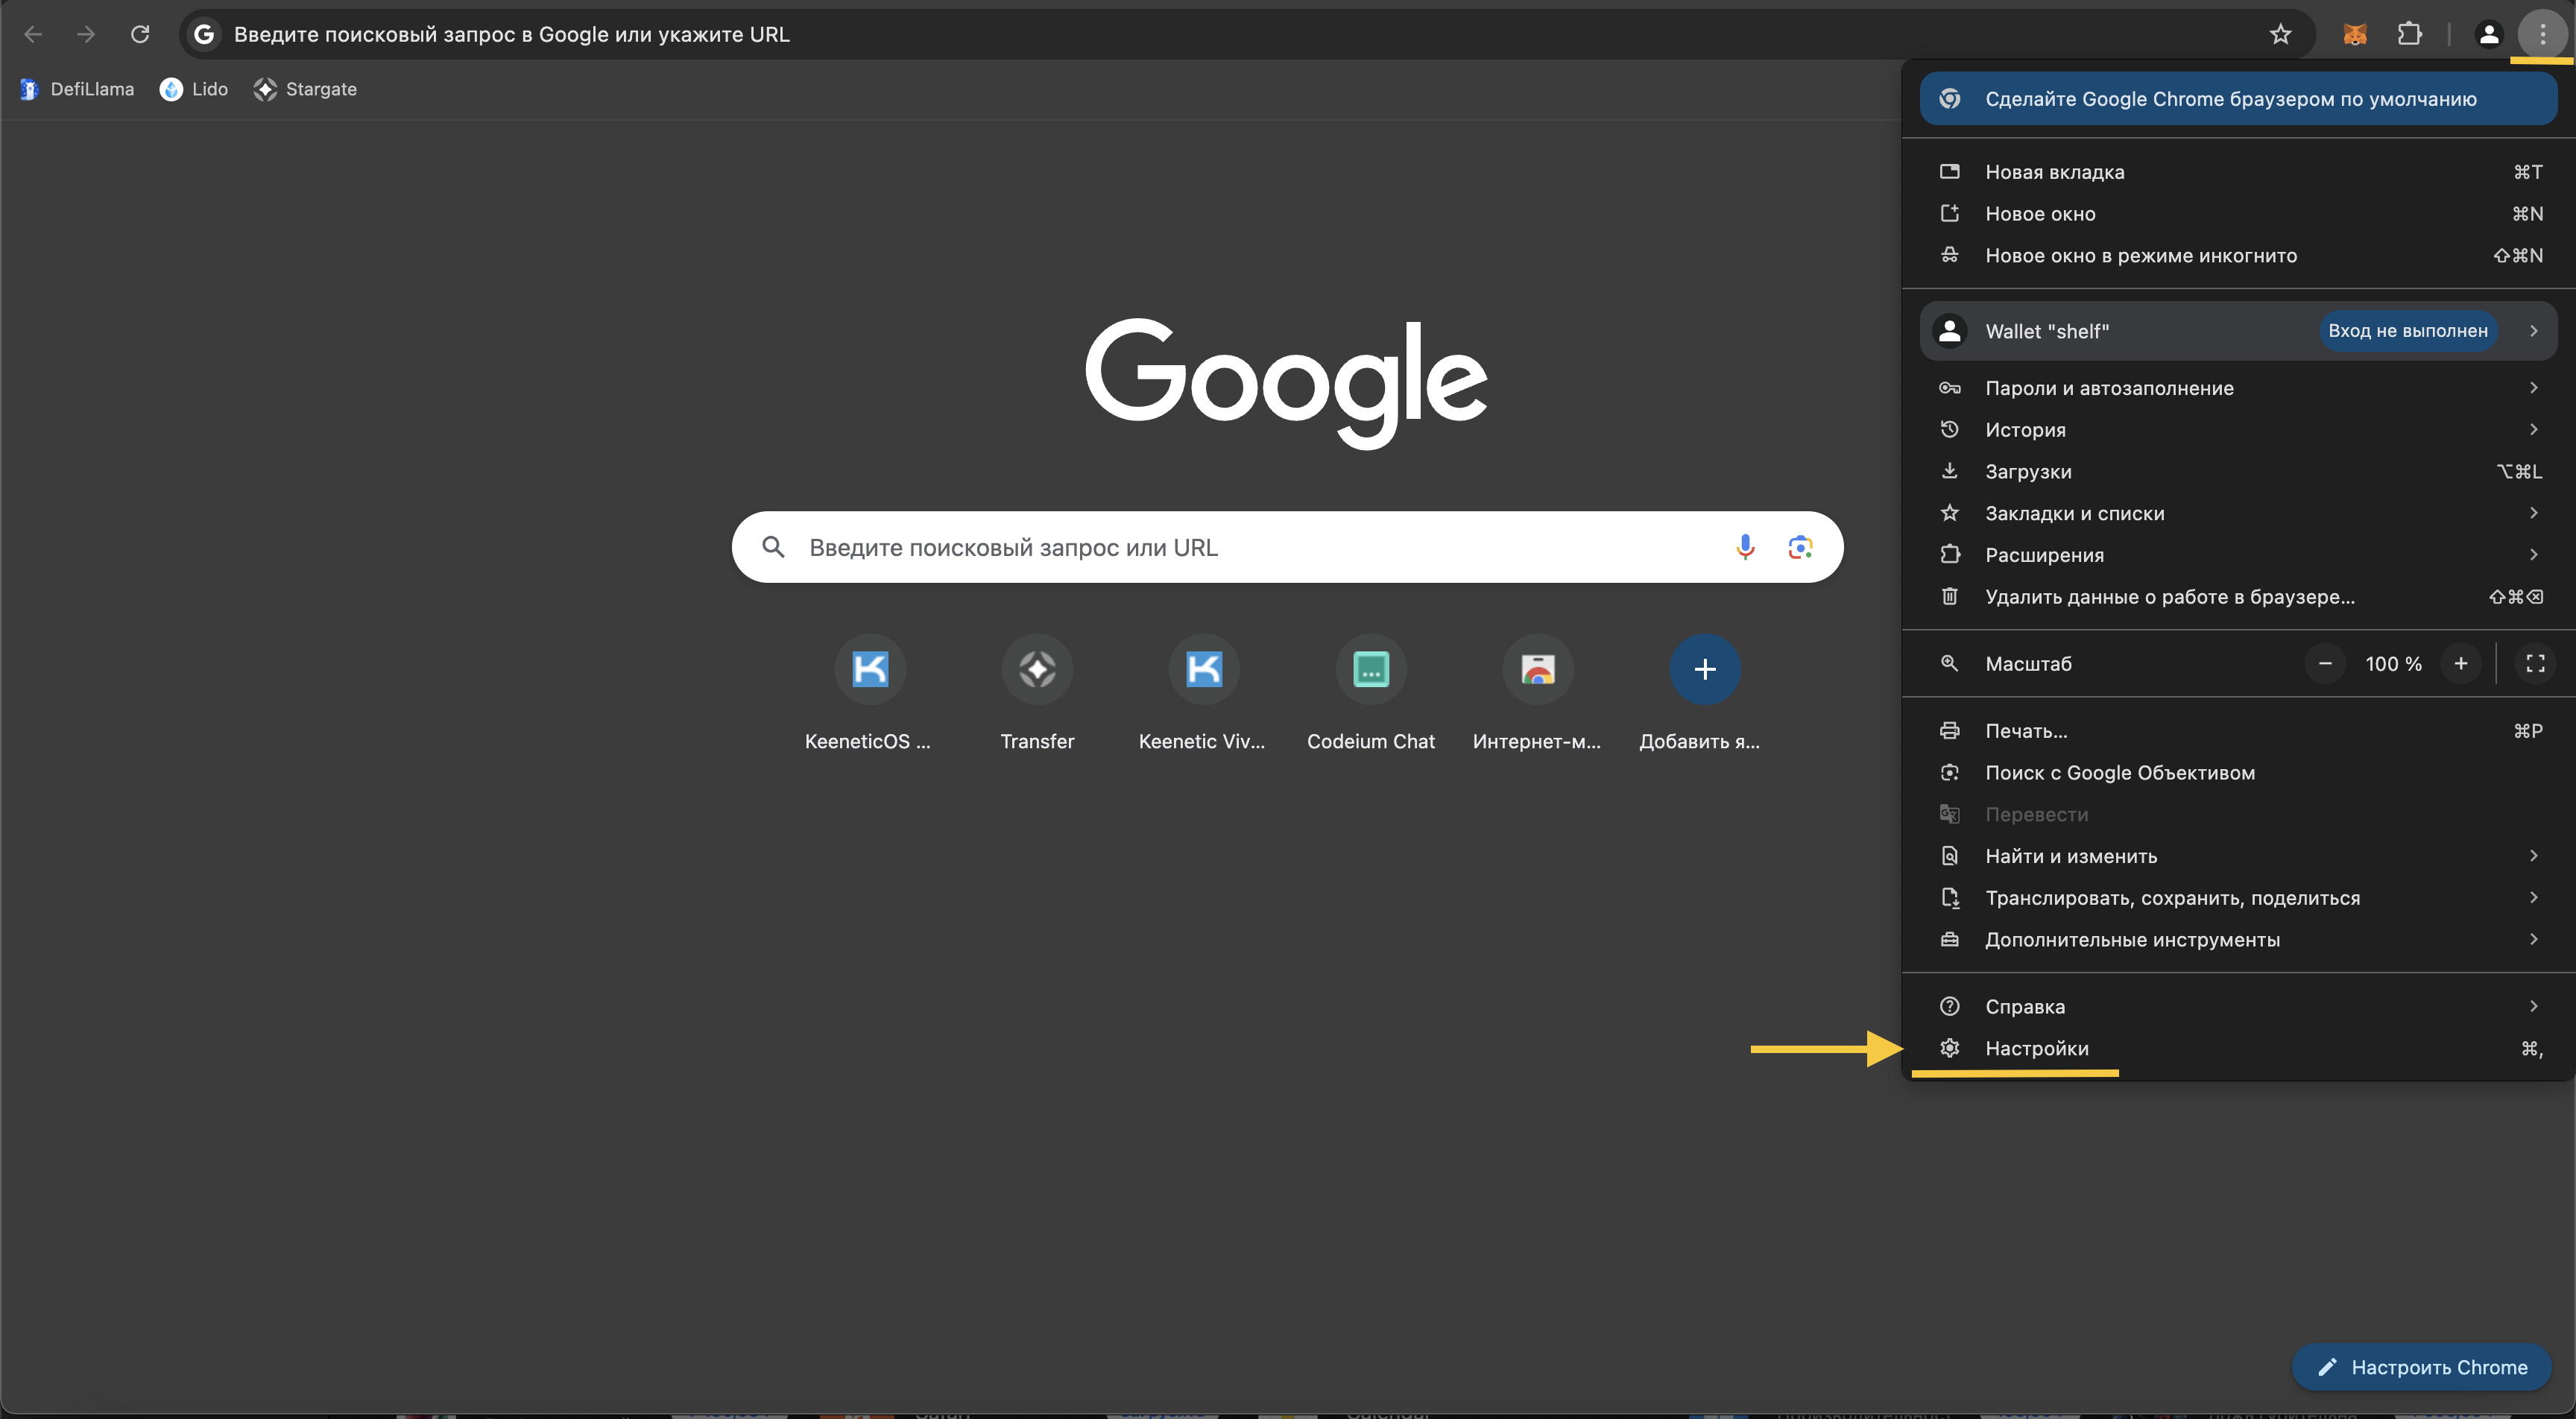 Введите поисковый запрос в Google или укажите URL
DefiLlama
Lido
Stargate
Сделайте Google Chrome браузером по умолчанию
Новая вкладка ⌘T
Новое окно ⌘N
Новое окно в режиме инкогнито ⇧⌘N
Wallet "shelf" Вход не выполнен
Пароли и автозаполнение
История
Загрузки ⌥⌘L
Закладки и списки
Расширения
Удалить данные о работе в браузере... ⇧⌘⌫
Масштаб − 100 % +
Печать... ⌘P
Поиск с Google Объективом
Перевести
Найти и изменить
Транслировать, сохранить, поделиться
Дополнительные инструменты
Справка
Настройки ⌘,
Google
Введите поисковый запрос или URL
KeeneticOS ...
Transfer
Keenetic Viv...
Codeium Chat
Интернет-м...
Добавить я...
Настроить Chrome